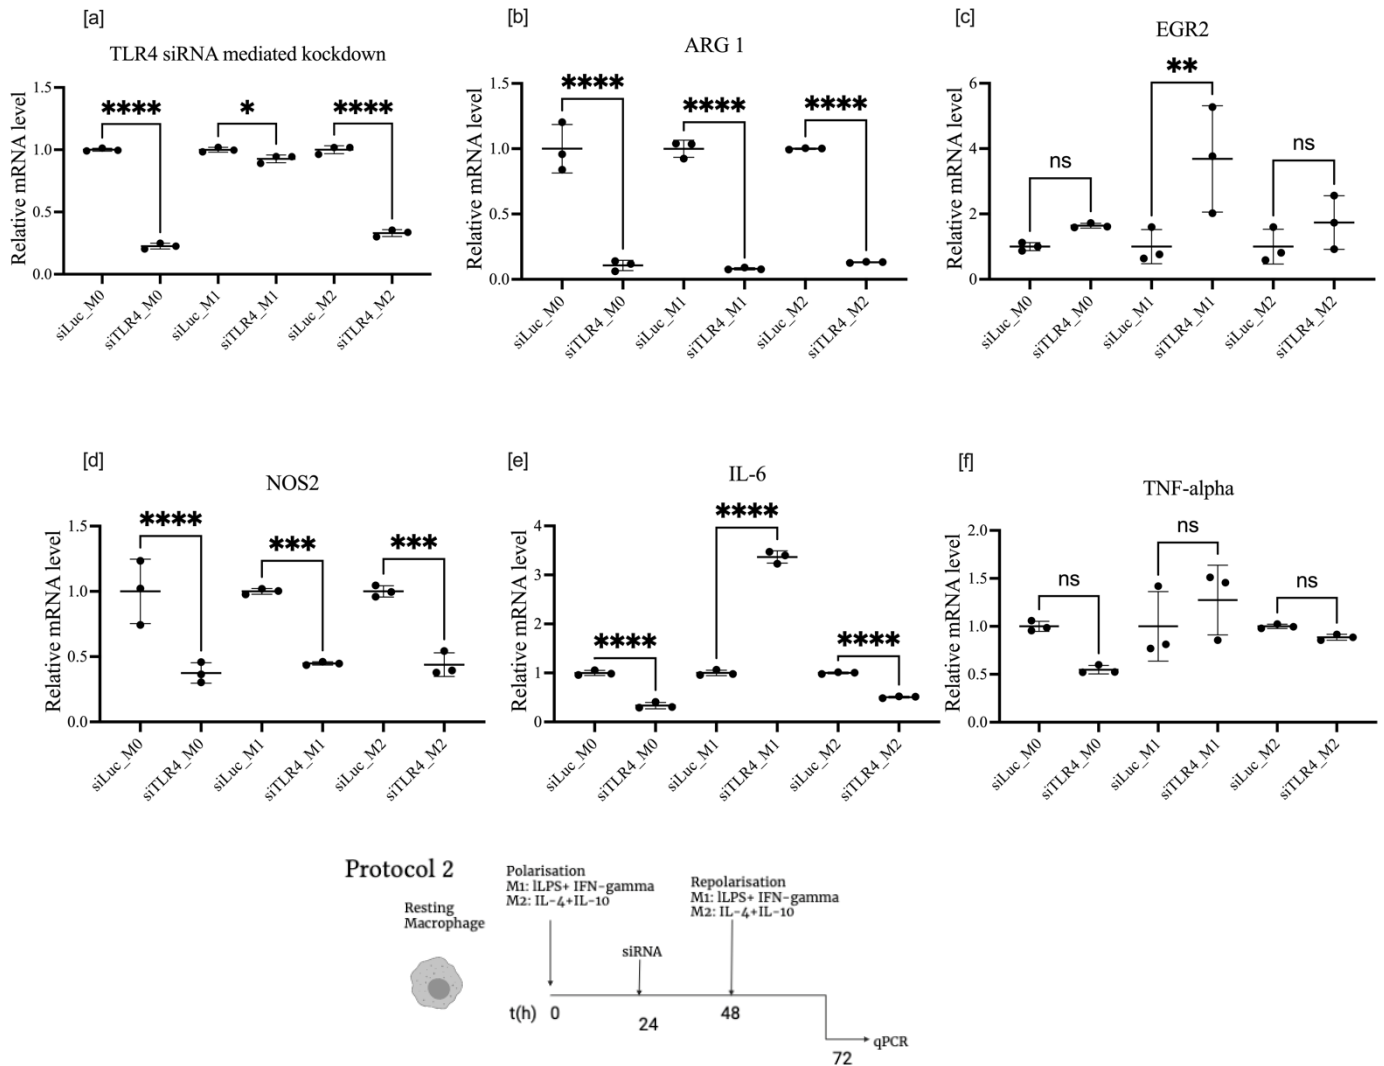 [a]
TLR4 siRNA mediated kockdown
Relative mRNA level
1.5
1.0
0.5
0.0
**** * ****
siLuc_M0
siTLR4_M0
siLuc_M1
siTLR4_M1
siLuc_M2
siTLR4_M2
[b]
ARG 1
Relative mRNA level
1.5
1.0
0.5
0.0
**** **** ****
siLuc_M0
siTLR4_M0
siLuc_M1
siTLR4_M1
siLuc_M2
siTLR4_M2
[c]
EGR2
Relative mRNA level
6
4
2
0
ns ** ns
siLuc_M0
siTLR4_M0
siLuc_M1
siTLR4_M1
siLuc_M2
siTLR4_M2
[d]
NOS2
Relative mRNA level
1.5
1.0
0.5
0.0
**** *** ***
siLuc_M0
siTLR4_M0
siLuc_M1
siTLR4_M1
siLuc_M2
siTLR4_M2
[e]
IL-6
Relative mRNA level
4
3
2
1
0
**** **** ****
siLuc_M0
siTLR4_M0
siLuc_M1
siTLR4_M1
siLuc_M2
siTLR4_M2
[f]
TNF-alpha
Relative mRNA level
2.0
1.5
1.0
0.5
0.0
ns ns ns
siLuc_M0
siTLR4_M0
siLuc_M1
siTLR4_M1
siLuc_M2
siTLR4_M2
Protocol 2
Resting
Macrophage
Polarisation
M1: lLPS+ IFN-gamma
M2: IL-4+IL-10
siRNA
Repolarisation
M1: lLPS+ IFN-gamma
M2: IL-4+IL-10
t(h) 0
24
48
72
qPCR